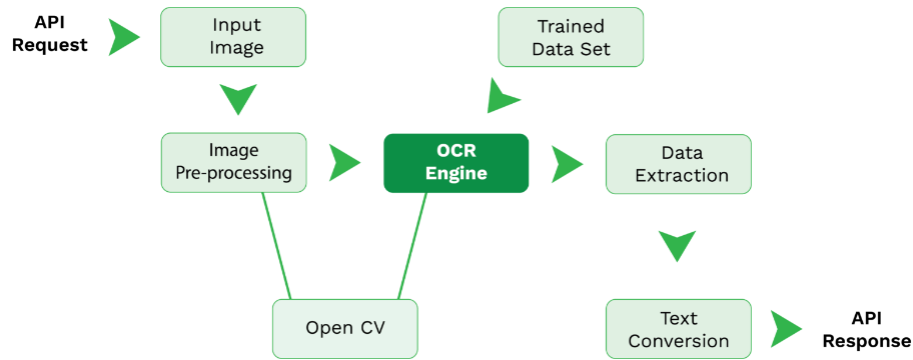 API
Request
Input
Image
Trained
Data Set
Image
Pre-processing
OCR
Engine
Data
Extraction
Open CV
Text
Conversion
API
Response